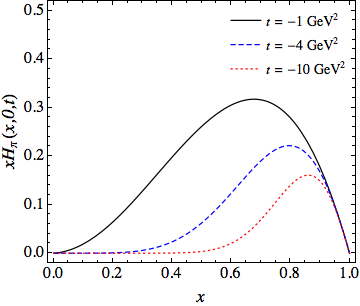 0.5
0.4
0.3
0.2
0.1
0.0
xHπ(x,0,t)
t = −1 GeV²
t = −4 GeV²
t = −10 GeV²
0.0 0.2 0.4 0.6 0.8 1.0
x